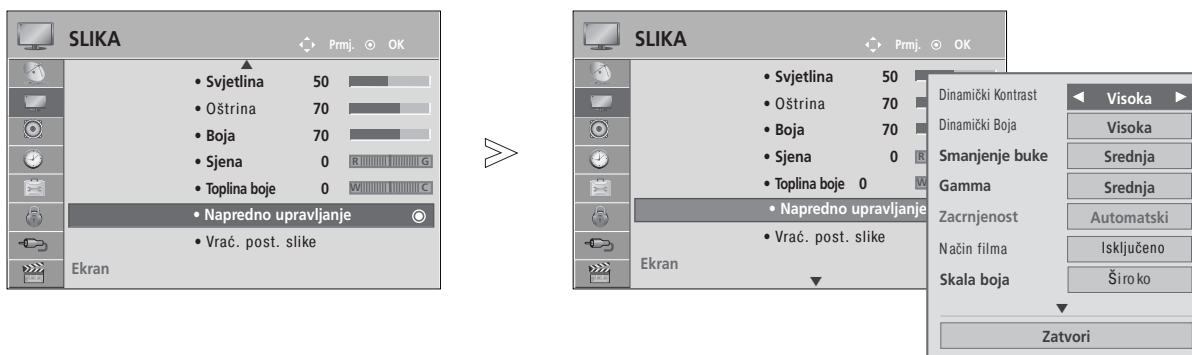 SLIKA
Prmj. OK
• Svjetlina 50
• Oštrina 70
• Boja 70
• Sjena 0 R G
• Toplina boje 0 W C
• Napredno upravljanje
• Vrać. post. slike
Ekran
SLIKA
Prmj. OK
• Svjetlina 50
• Oštrina 70
• Boja 70
• Sjena 0 R
• Toplina boje 0 W
• Napredno upravljanje
• Vrać. post. slike
Ekran
Dinamički Kontrast Visoka
Dinamički Boja Visoka
Smanjenje buke Srednja
Gamma Srednja
Zacrnjenost Automatski
Način filma Isključeno
Skala boja Široko
Zatvori